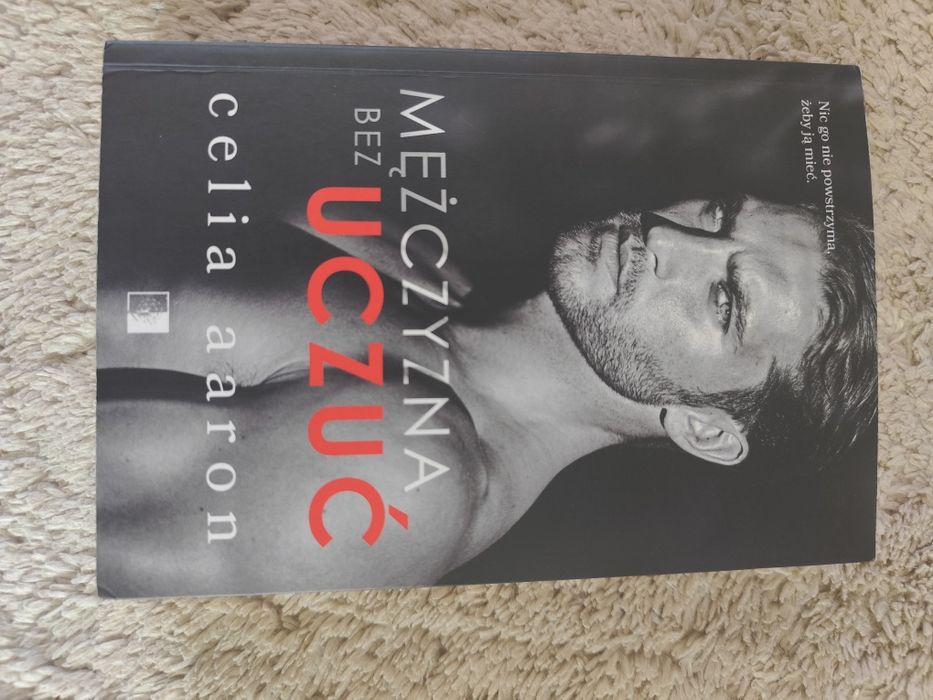 Nic go nie powstrzyma,
żeby ją mieć.
MĘŻCZYZNA
BEZ
UCZUĆ
celia aaron